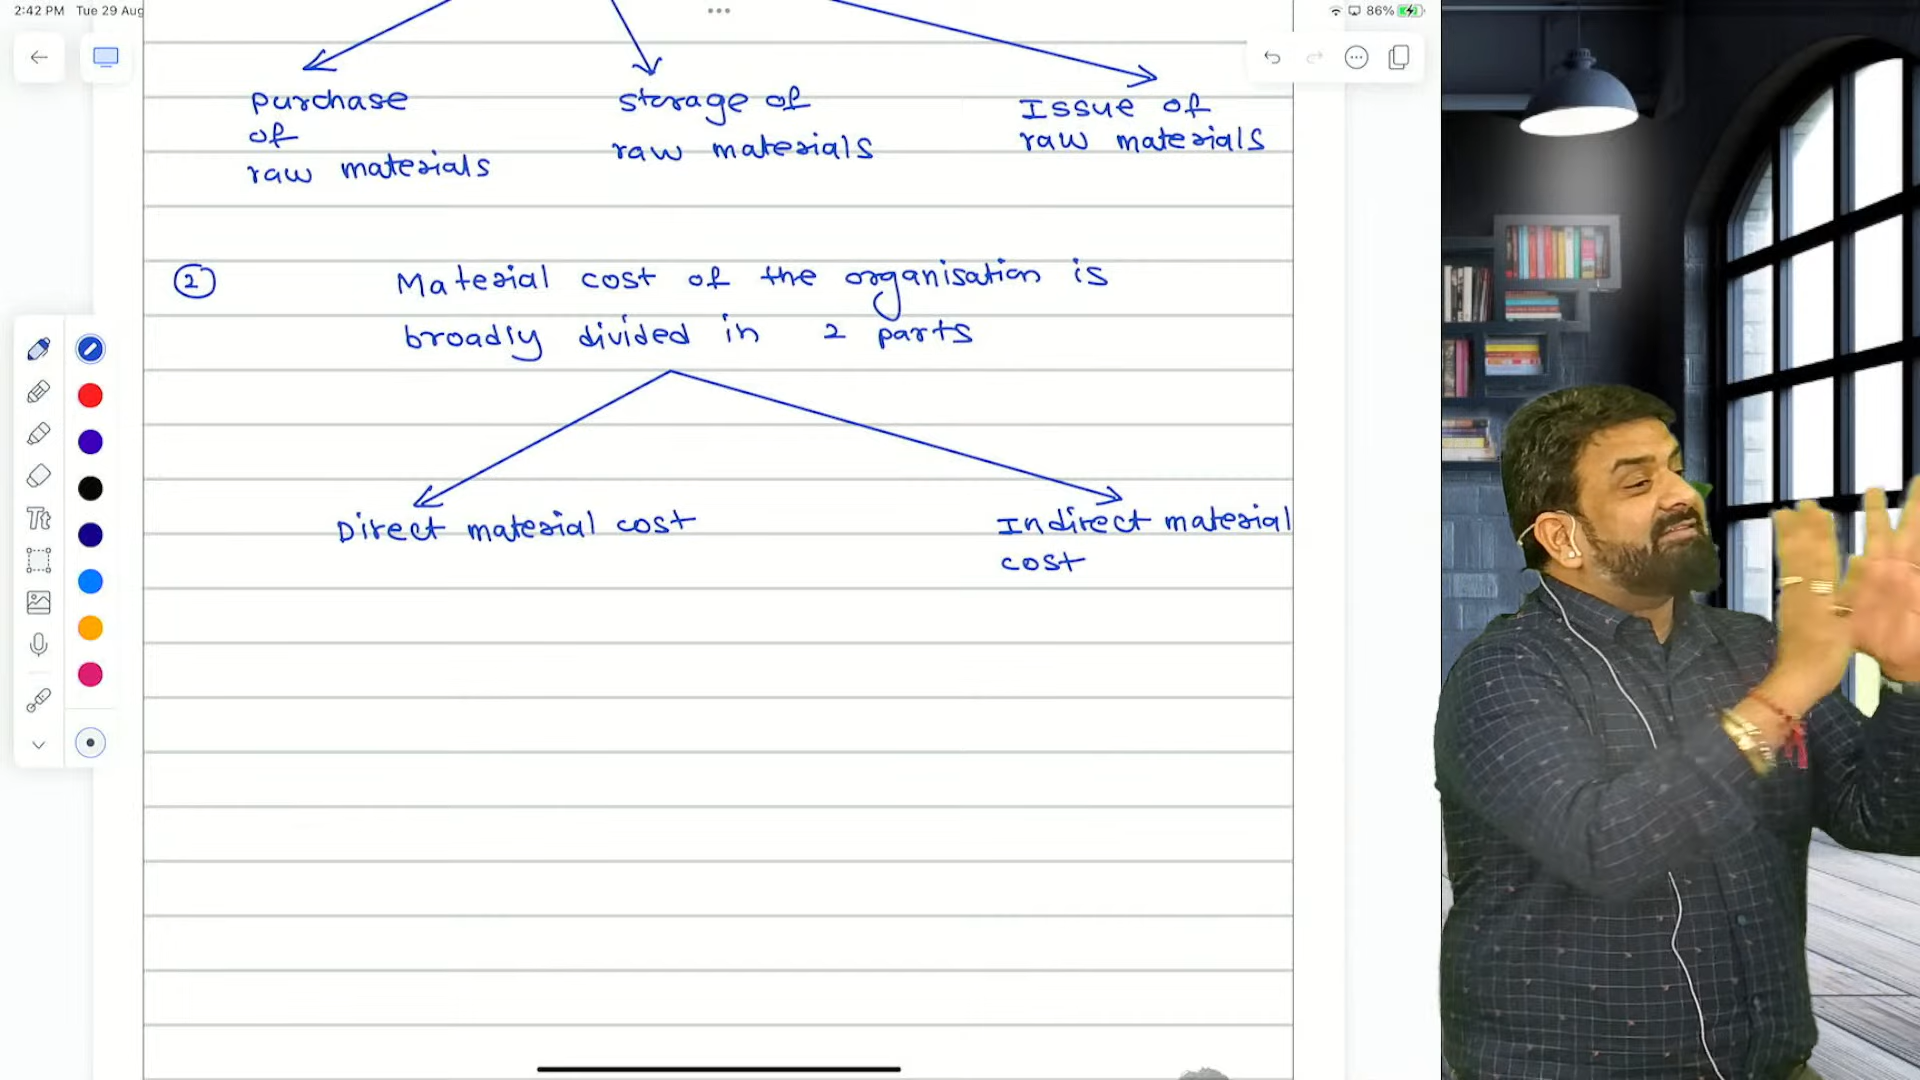 2:42 PM Tue 29 Aug
86%
purchase
of
raw materials
storage of
raw materials
Issue of
raw materials
2 Material cost of the organisation is
broadly divided in 2 parts
Direct material cost
Indirect material
cost
Tt